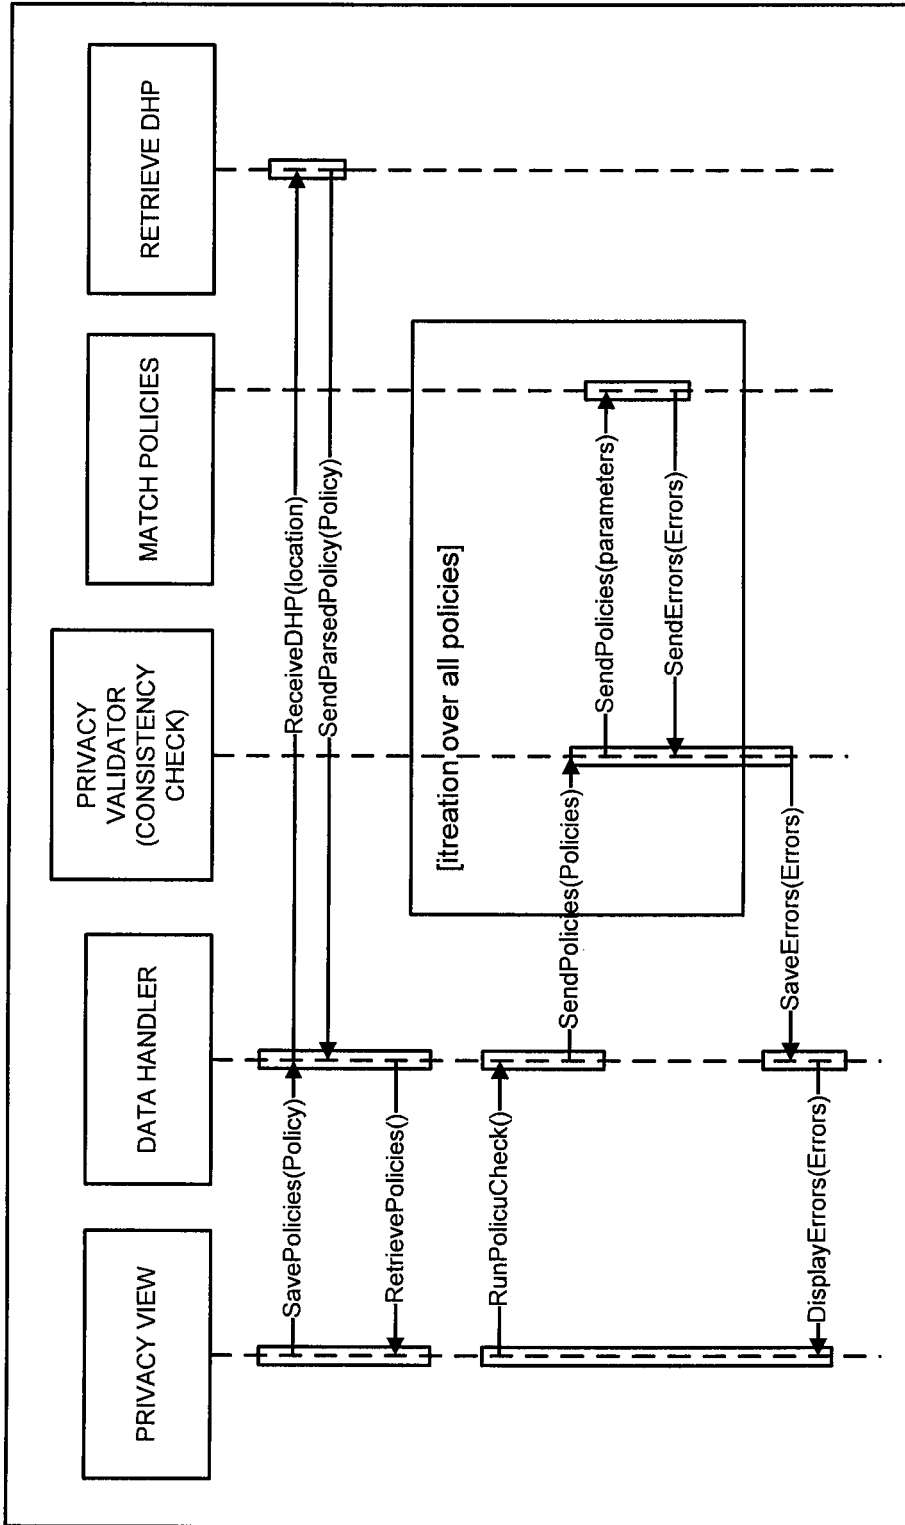 PRIVACY VIEW
DATA HANDLER
PRIVACY
VALIDATOR
(CONSISTENCY
CHECK)
MATCH POLICIES
RETRIEVE DHP
SavePolicies(Policy)
ReceiveDHP(location)
SendParsedPolicy(Policy)
RetrievePolicies()
[itreation over all policies]
RunPolicuCheck()
SendPolicies(Policies)
SendPolicies(parameters)
SendErrors(Errors)
SaveErrors(Errors)
DisplayErrors(Errors)